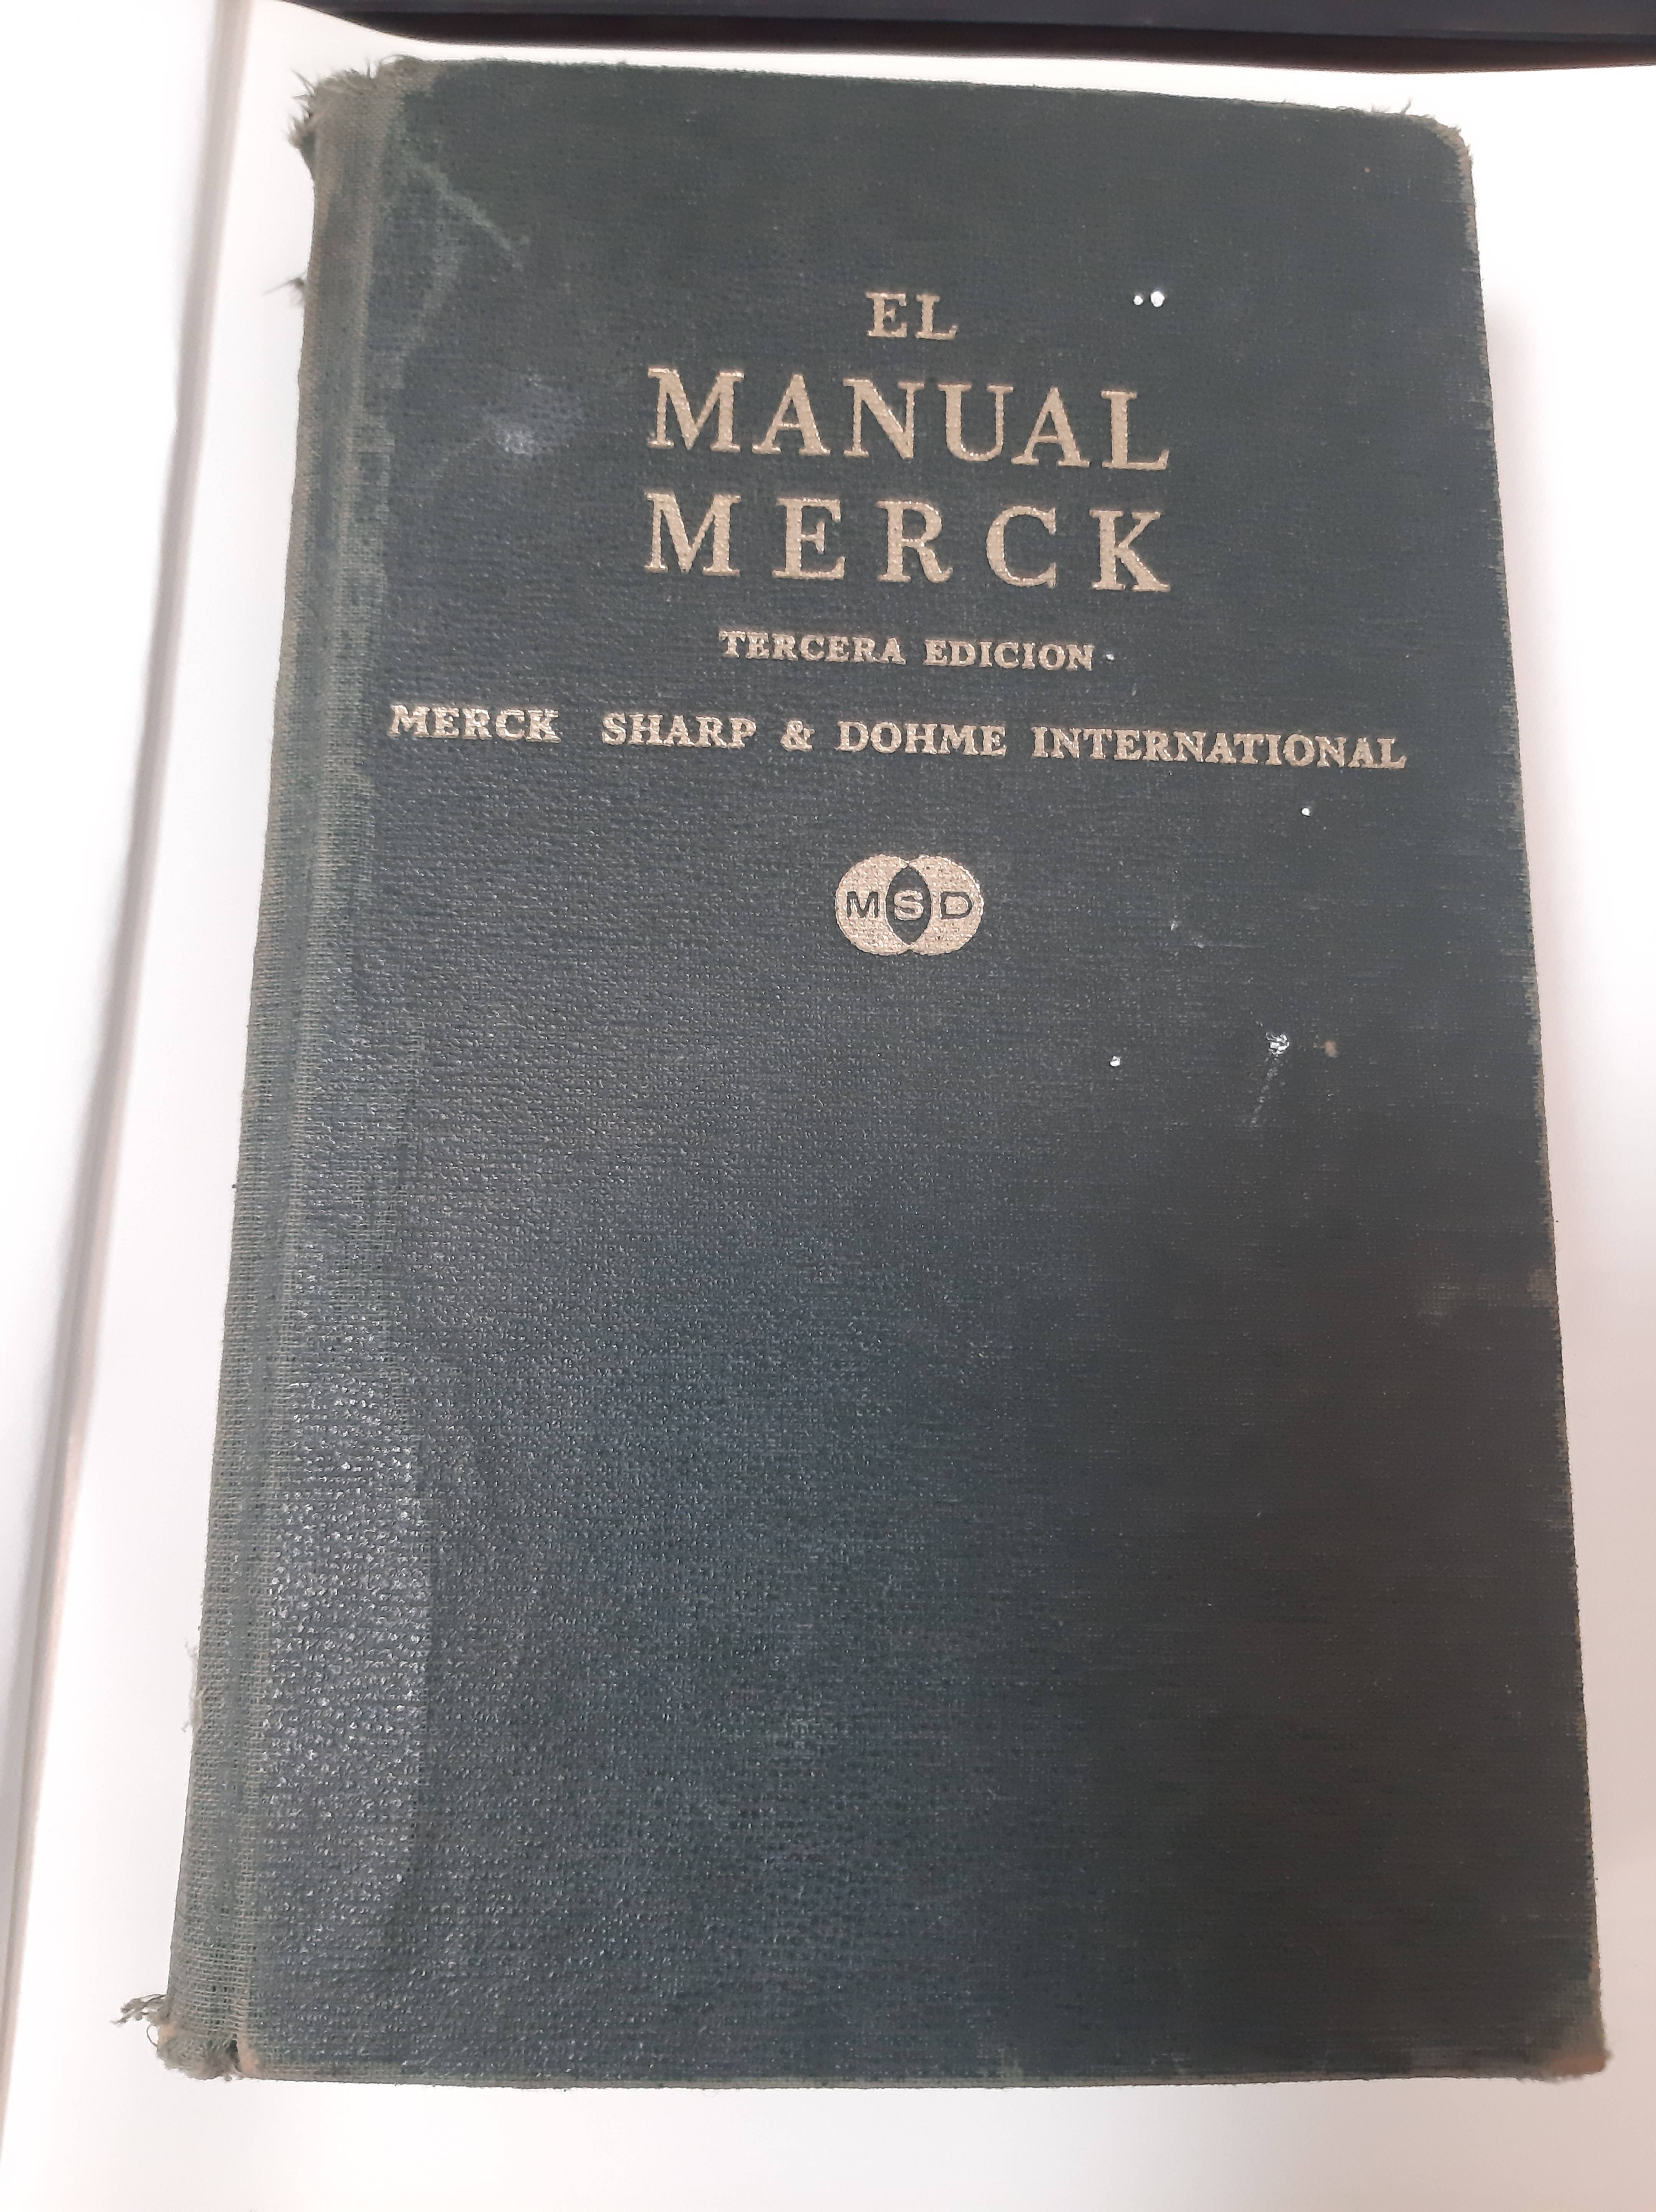 EL
MANUAL
MERCK
TERCERA EDICION
MERCK SHARP & DOHME INTERNATIONAL
MSD